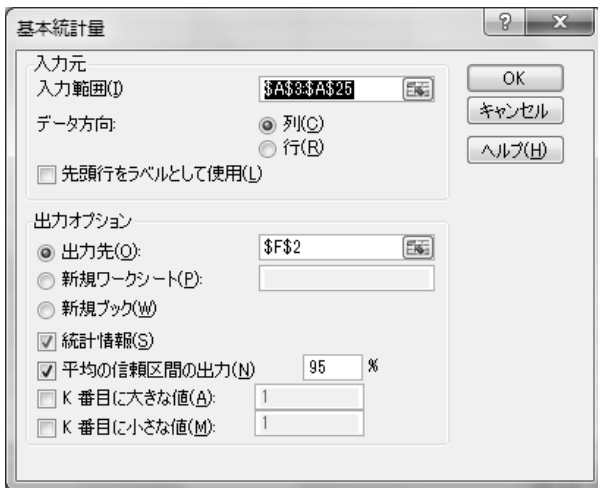 基本統計量
? X
入力元
入力範囲(I) $A$3:$A$25
データ方向: 列(C)
行(R)
先頭行をラベルとして使用(L)
OK
キャンセル
ヘルプ(H)
出力オプション
出力先(O): $F$2
新規ワークシート(P):
新規ブック(W)
統計情報(S)
平均の信頼区間の出力(N) 95 %
K 番目に大きな値(A): 1
K 番目に小さな値(M): 1